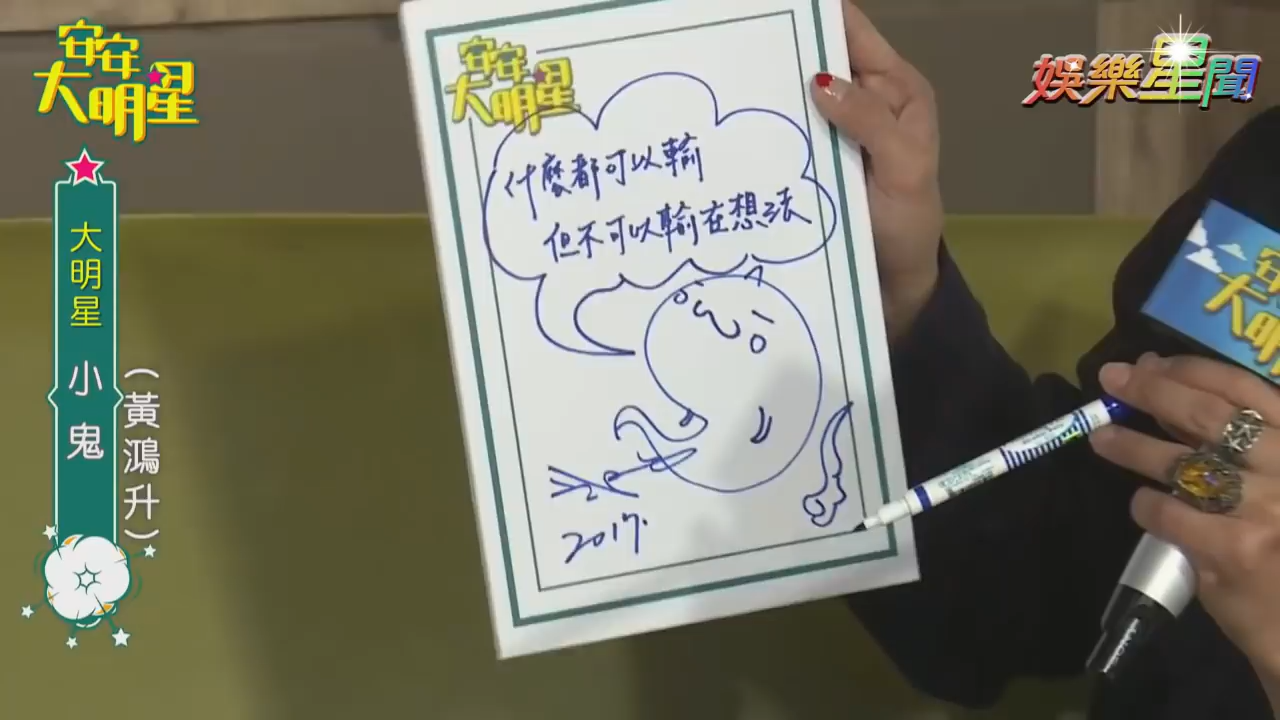 安安
大明星
大明星 小鬼
(黃鴻升)
娛樂星聞
安安
大明星
什麼都可以輸
但不可以輸在想法
2017.
安安
大明